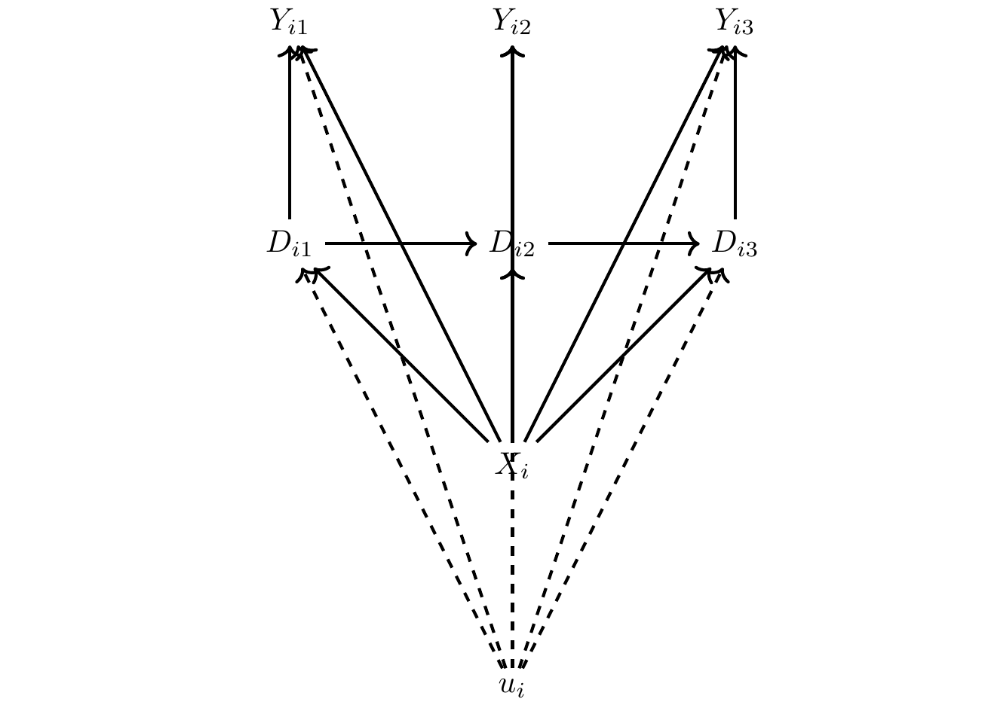 Y_{i1} Y_{i2} Y_{i3}
D_{i1} D_{i2} D_{i3}
X_i
u_i